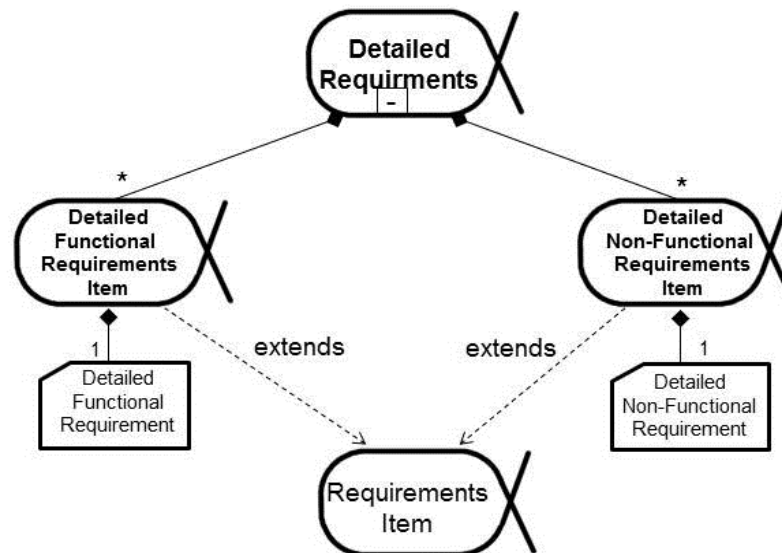 Detailed
Requirments
-
*
*
Detailed
Functional
Requirements
Item
Detailed
Non-Functional
Requirements
Item
1
extends
extends
1
Detailed
Functional
Requirement
Detailed
Non-Functional
Requirement
Requirements
Item